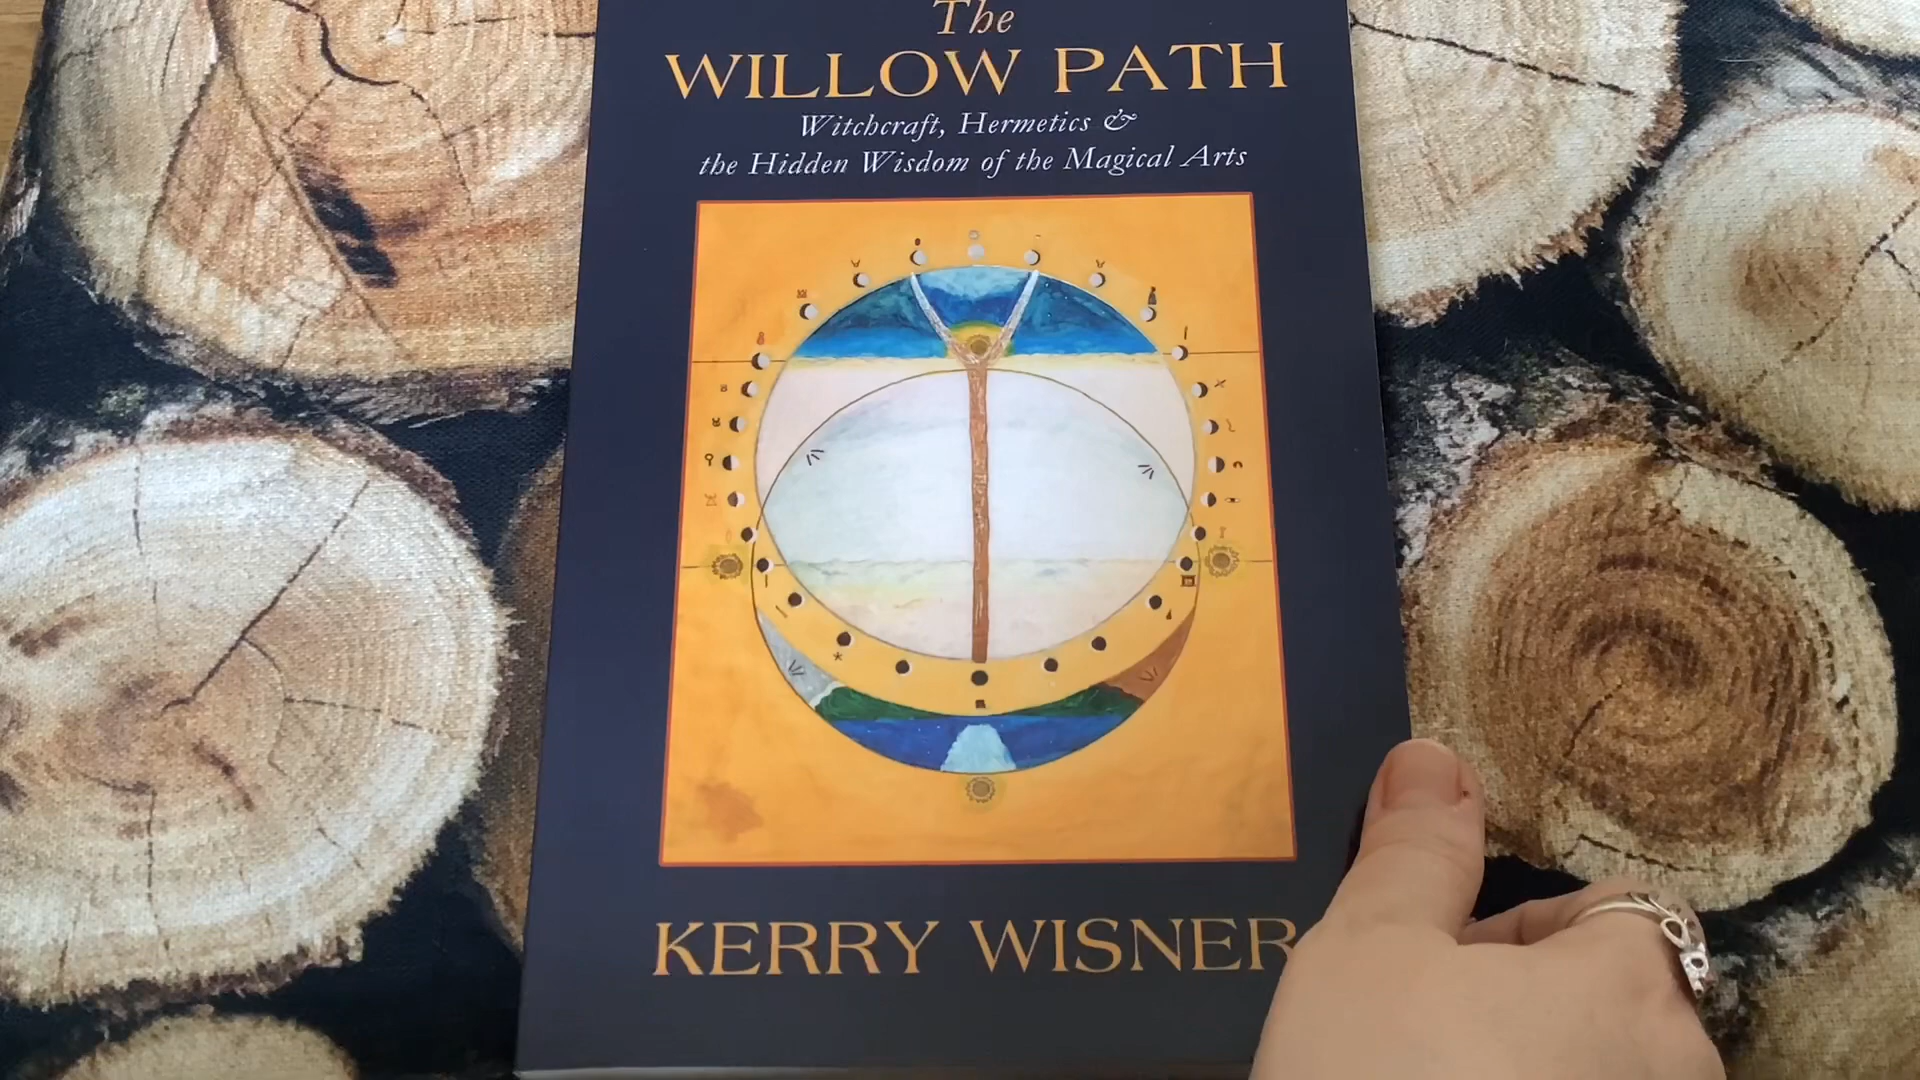 The
WILLOW PATH
Witchcraft, Hermetics &
the Hidden Wisdom of the Magical Arts
KERRY WISNER